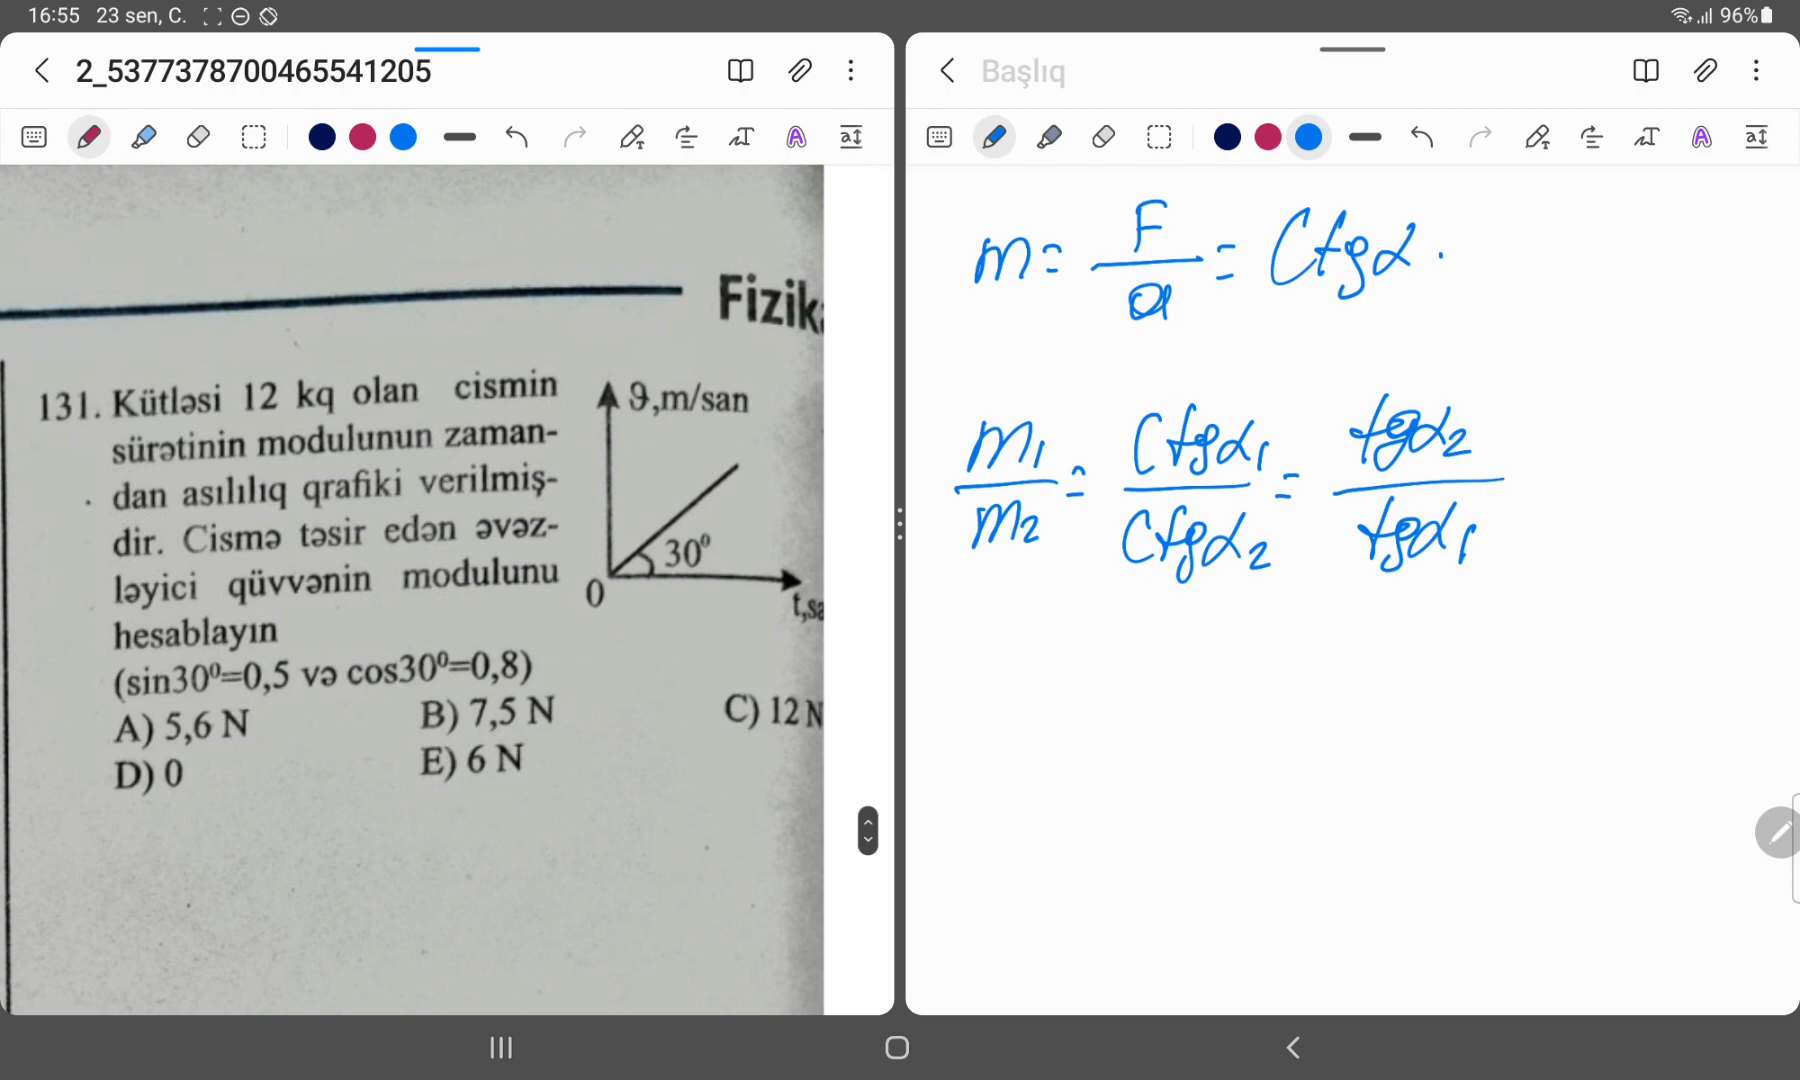 16:55 23 sen, C. 96%
2_5377378700465541205
Başlıq
Fizik
131. Kütləsi 12 kq olan cismin
sürətinin modulunun zaman-
dan asılılıq qrafiki verilmiş-
dir. Cismə təsir edən əvəz-
ləyici qüvvənin modulunu
hesablayın
(sin30⁰=0,5 və cos30⁰=0,8)
A) 5,6 N B) 7,5 N C) 12 N
D) 0 E) 6 N
ϑ,m/san
30⁰
0
t,sa
m = F/a = Ctgα.
m₁/m₂ = Ctgα₁/Ctgα₂ = tgα₂/tgα₁